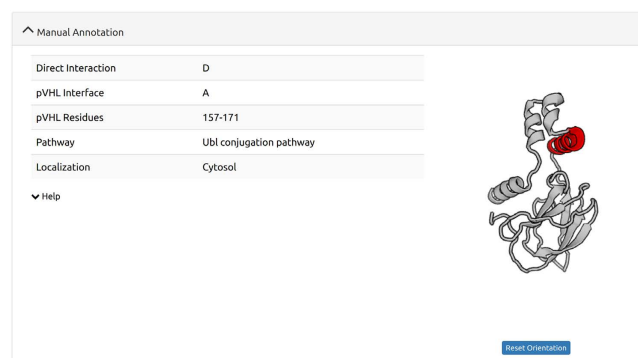 Manual Annotation
Direct Interaction D
pVHL Interface A
pVHL Residues 157-171
Pathway Ubl conjugation pathway
Localization Cytosol
Help
Reset Orientation